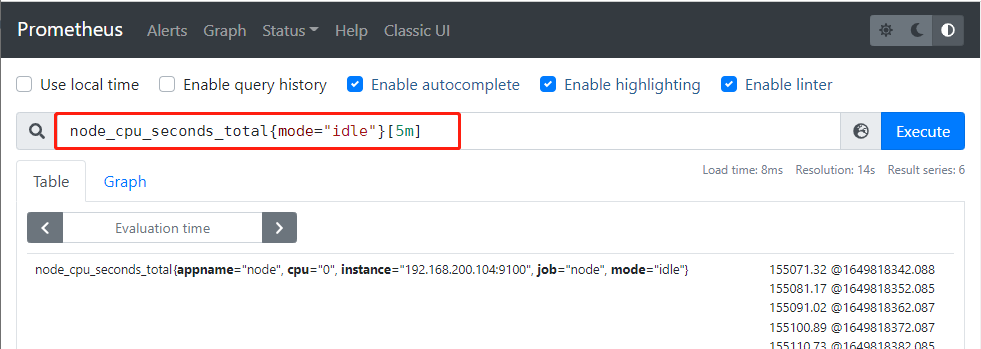 Prometheus Alerts Graph Status Help Classic UI
Use local time Enable query history Enable autocomplete Enable highlighting Enable linter
node_cpu_seconds_total{mode="idle"}[5m] Execute
Table Graph Load time: 8ms Resolution: 14s Result series: 6
Evaluation time
node_cpu_seconds_total{appname="node", cpu="0", instance="192.168.200.104:9100", job="node", mode="idle"} 155071.32 @1649818342.088
155081.17 @1649818352.085
155091.02 @1649818362.087
155100.89 @1649818372.087
155110.73 @1649818382.085